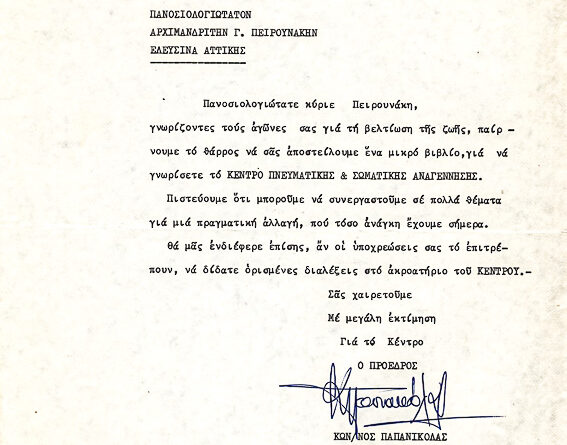 ΠΑΝΟΣΙΟΛΟΓΙΩΤΑΤΟΝ
ΑΡΧΙΜΑΝΔΡΙΤΗΝ Γ. ΠΕΙΡΟΥΝΑΚΗΝ
ΕΛΕΥΣΙΝΑ ΑΤΤΙΚΗΣ
Πανοσιολογιώτατε κύριε Πειρουνάκη,
γνωρίζοντες τούς ἀγῶνες σας γιά τή βελτίωση τῆς ζωῆς, παίρ -
νουμε τό θάρρος νά σᾶς ἀποστείλουμε ἕνα μικρό βιβλίο,γιά νά
γνωρίσετε τό ΚΕΝΤΡΟ ΠΝΕΥΜΑΤΙΚΗΣ & ΣΩΜΑΤΙΚΗΣ ΑΝΑΓΕΝΝΗΣΗΣ.
Πιστεύουμε ὅτι μποροῦμε νά συνεργαστοῦμε σέ πολλά θέματα
γιά μιά πραγματική ἀλλαγή, πού τόσο ἀνάγκη ἔχουμε σήμερα.
Θά μᾶς ἐνδιέφερε ἐπίσης, ἄν οἱ ὑποχρεώσεις σας τό ἐπιτρέ-
πουν, νά δίδατε ὁρισμένες διαλέξεις στό ἀκροατήριο τοῦ ΚΕΝΤΡΟΥ.-
Σᾶς χαιρετοῦμε
Μέ μεγάλη ἐκτίμηση
Γιά τό Κέντρο
Ο ΠΡΟΕΔΡΟΣ
ΚΩΝ/ΝΟΣ ΠΑΠΑΝΙΚΟΛΑΣ